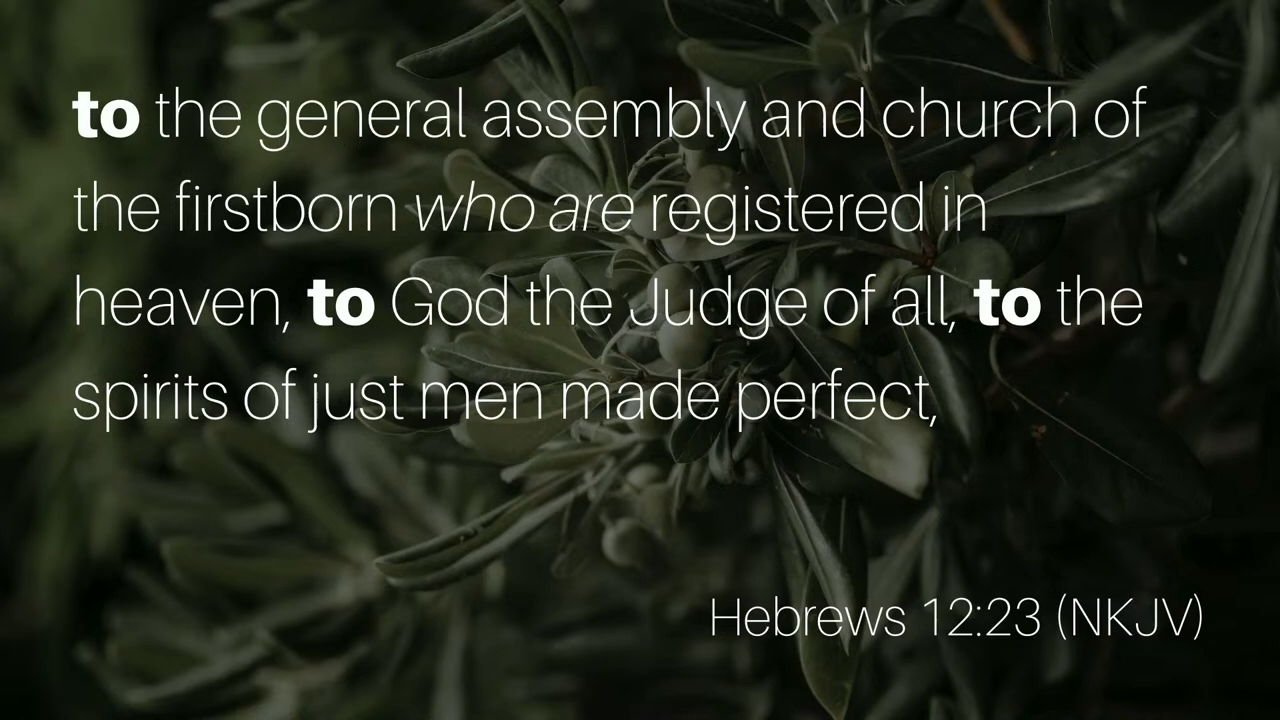 to the general assembly and church of
the firstborn who are registered in
heaven, to God the Judge of all, to the
spirits of just men made perfect,
Hebrews 12:23 (NKJV)